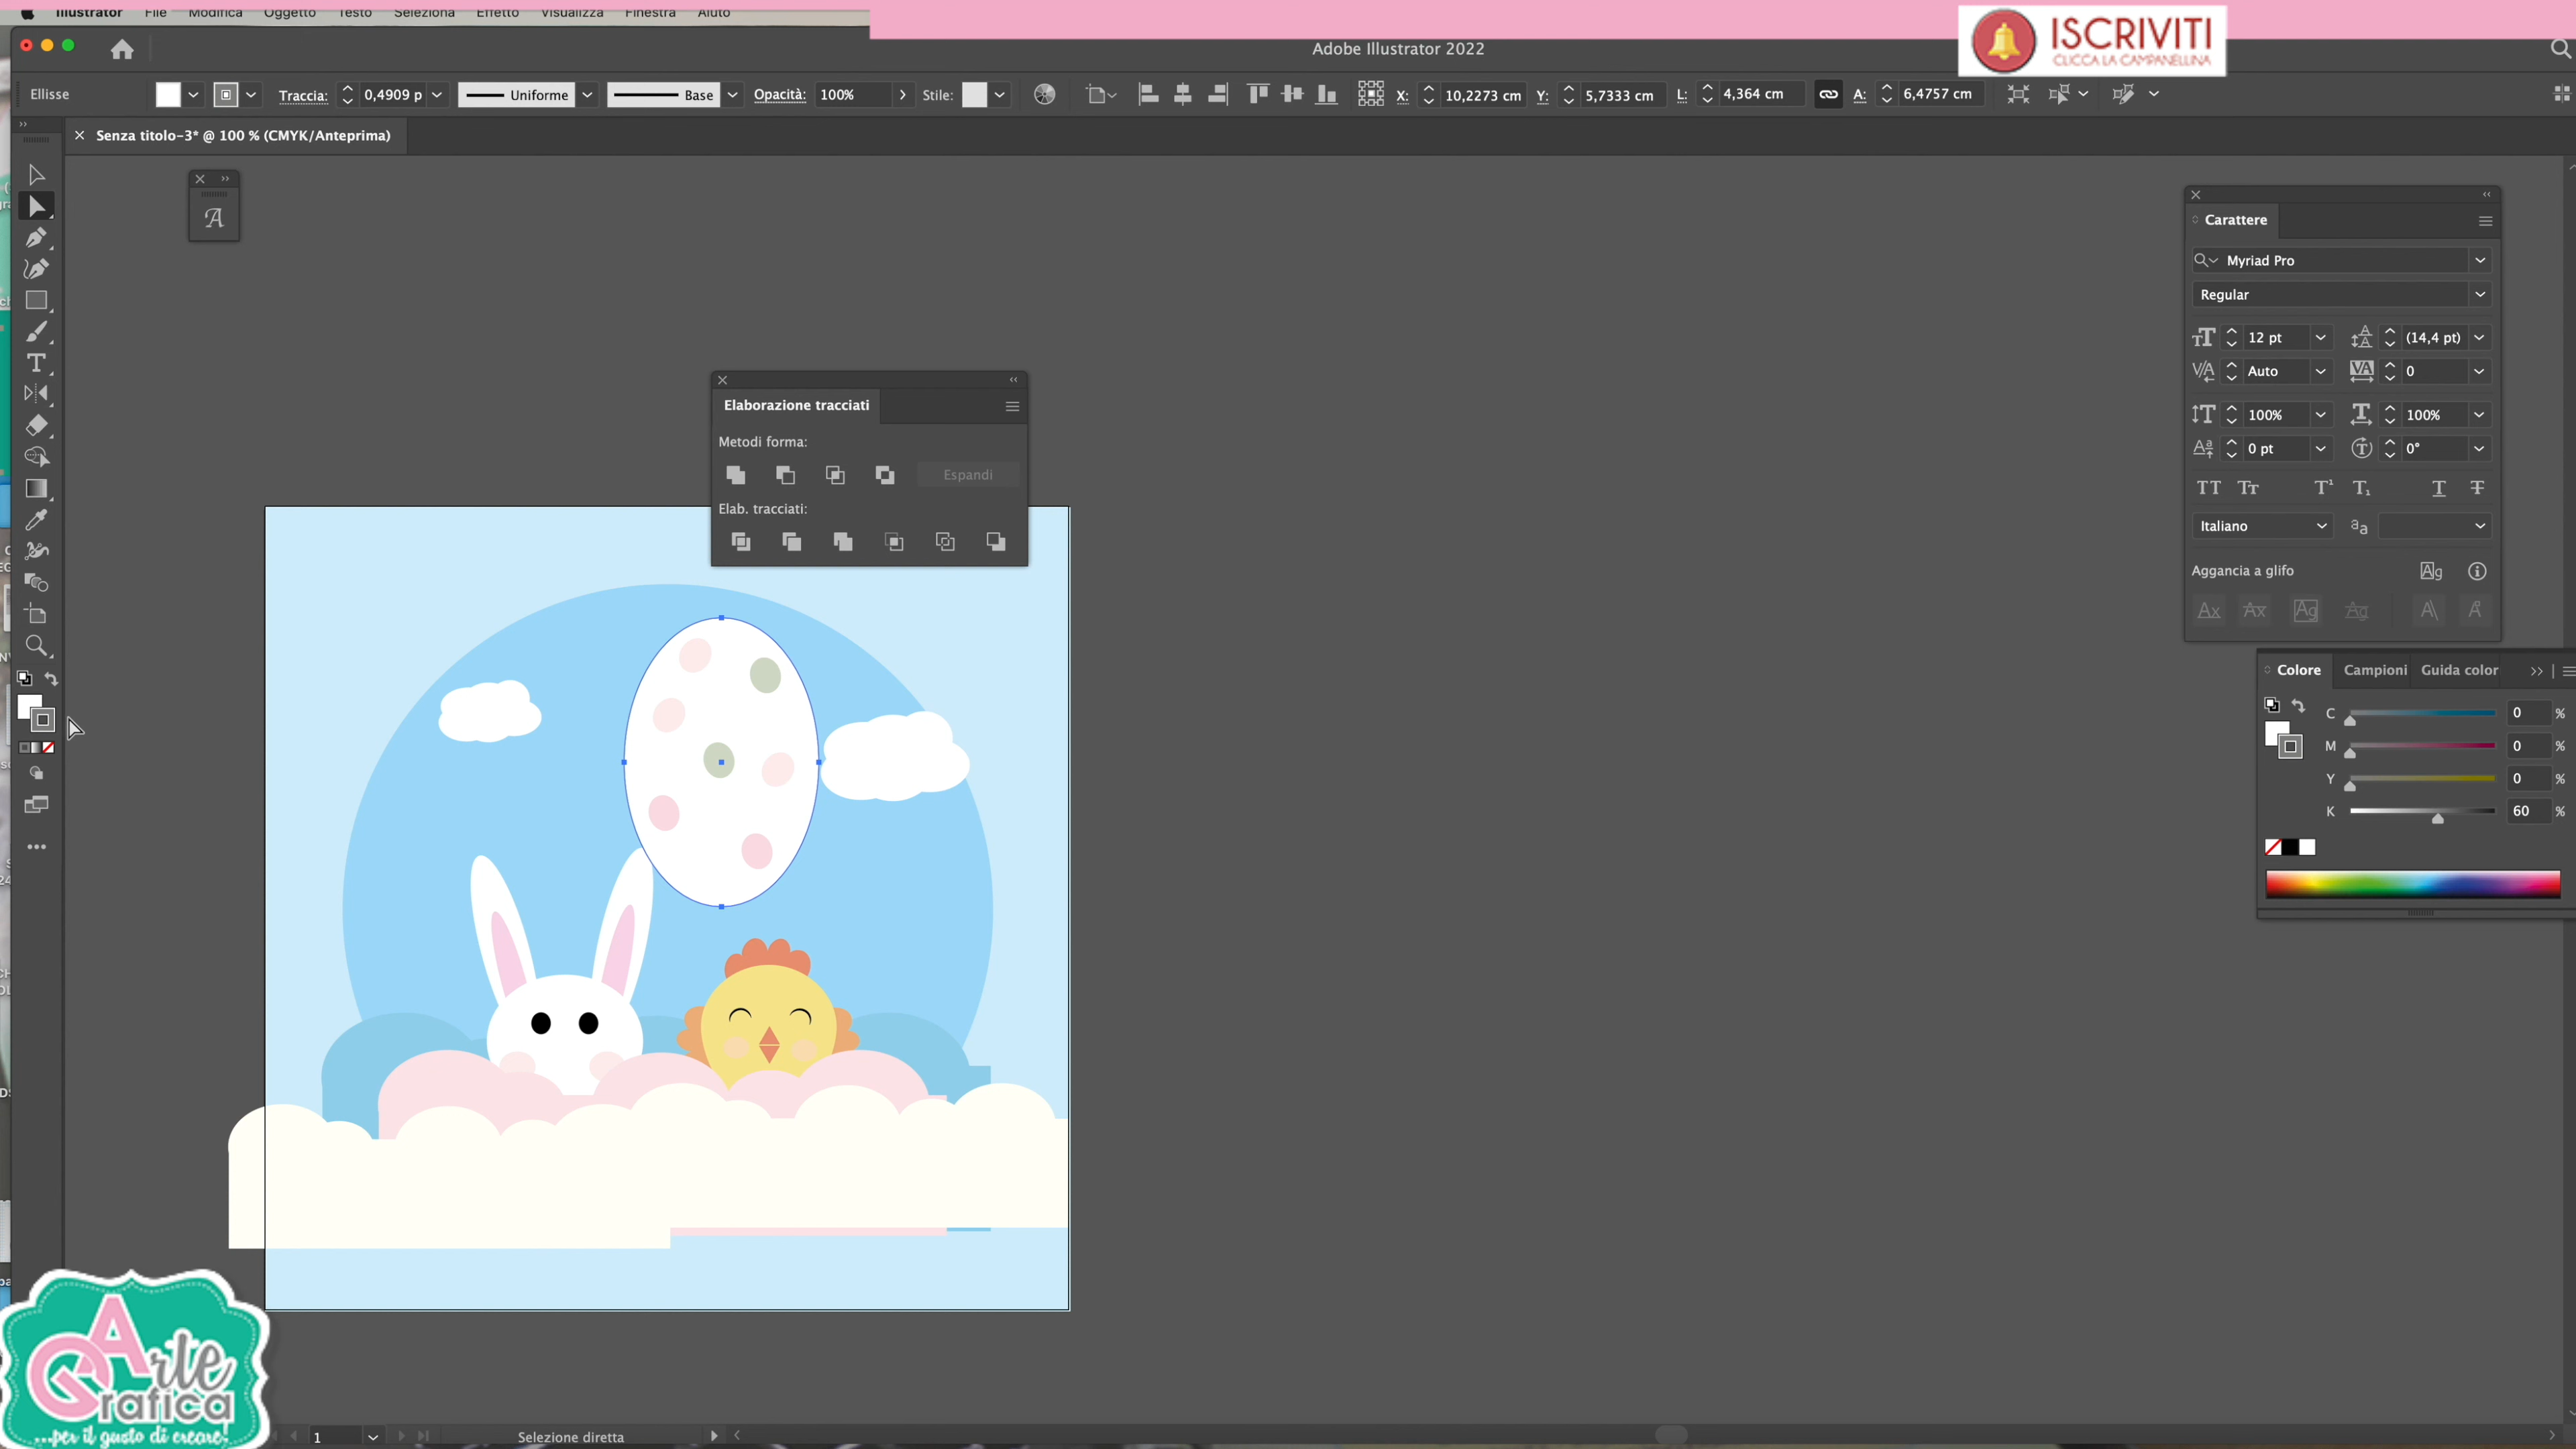 Illustrator File Modifica Oggetto Testo Seleziona Effetto Visualizza Finestra Aiuto
ISCRIVITI
CLICCA LA CAMPANELLINA
Adobe Illustrator 2022
Ellisse
Traccia: 0,4909 p
Uniforme
Base
Opacità: 100%
Stile:
X: 10,2273 cm
Y: 5,7333 cm
L: 4,364 cm
A: 6,4757 cm
Senza titolo-3* @ 100 % (CMYK/Anteprima)
Carattere
Myriad Pro
Regular
12 pt
(14,4 pt)
Auto
0
100%
100%
0 pt
0°
Italiano
Aggancia a glifo
Elaborazione tracciati
Metodi forma:
Espandi
Elab. tracciati:
Colore Campioni Guida color
C 0 %
M 0 %
Y 0 %
K 60 %
Arte
Grafica
...per il gusto di creare!
1
Selezione diretta